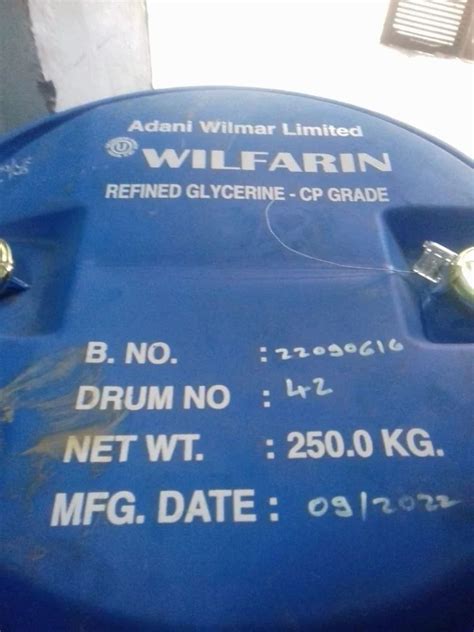 Adani Wilmar Limited
WILFARIN
REFINED GLYCERINE - CP GRADE
B. NO. : 22090616
DRUM NO : 42
NET WT. : 250.0 KG.
MFG. DATE : 09/2022